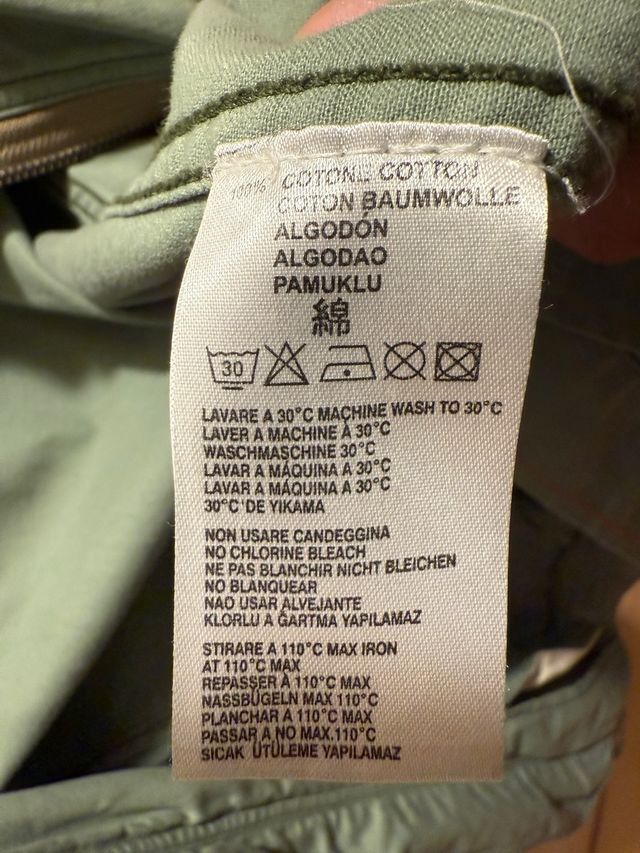 100% COTONE COTTON
COTON BAUMWOLLE
ALGODÓN
ALGODAO
PAMUKLU
綿
30
LAVARE A 30°C MACHINE WASH TO 30°C
LAVER A MACHINE À 30°C
WASCHMASCHINE 30°C
LAVAR A MÁQUINA A 30°C
LAVAR A MÁQUINA A 30°C
30°C'DE YIKAMA
NON USARE CANDEGGINA
NO CHLORINE BLEACH
NE PAS BLANCHIR NICHT BLEICHEN
NO BLANQUEAR
NAO USAR ALVEJANTE
KLORLU A ĞARTMA YAPILAMAZ
STIRARE A 110°C MAX IRON
AT 110°C MAX
REPASSER À 110°C MAX
NASSBÜGELN MAX 110°C
PLANCHAR A 110°C MAX
PASSAR A NO MAX.110°C
SICAK ÜTÜLEME YAPILAMAZ